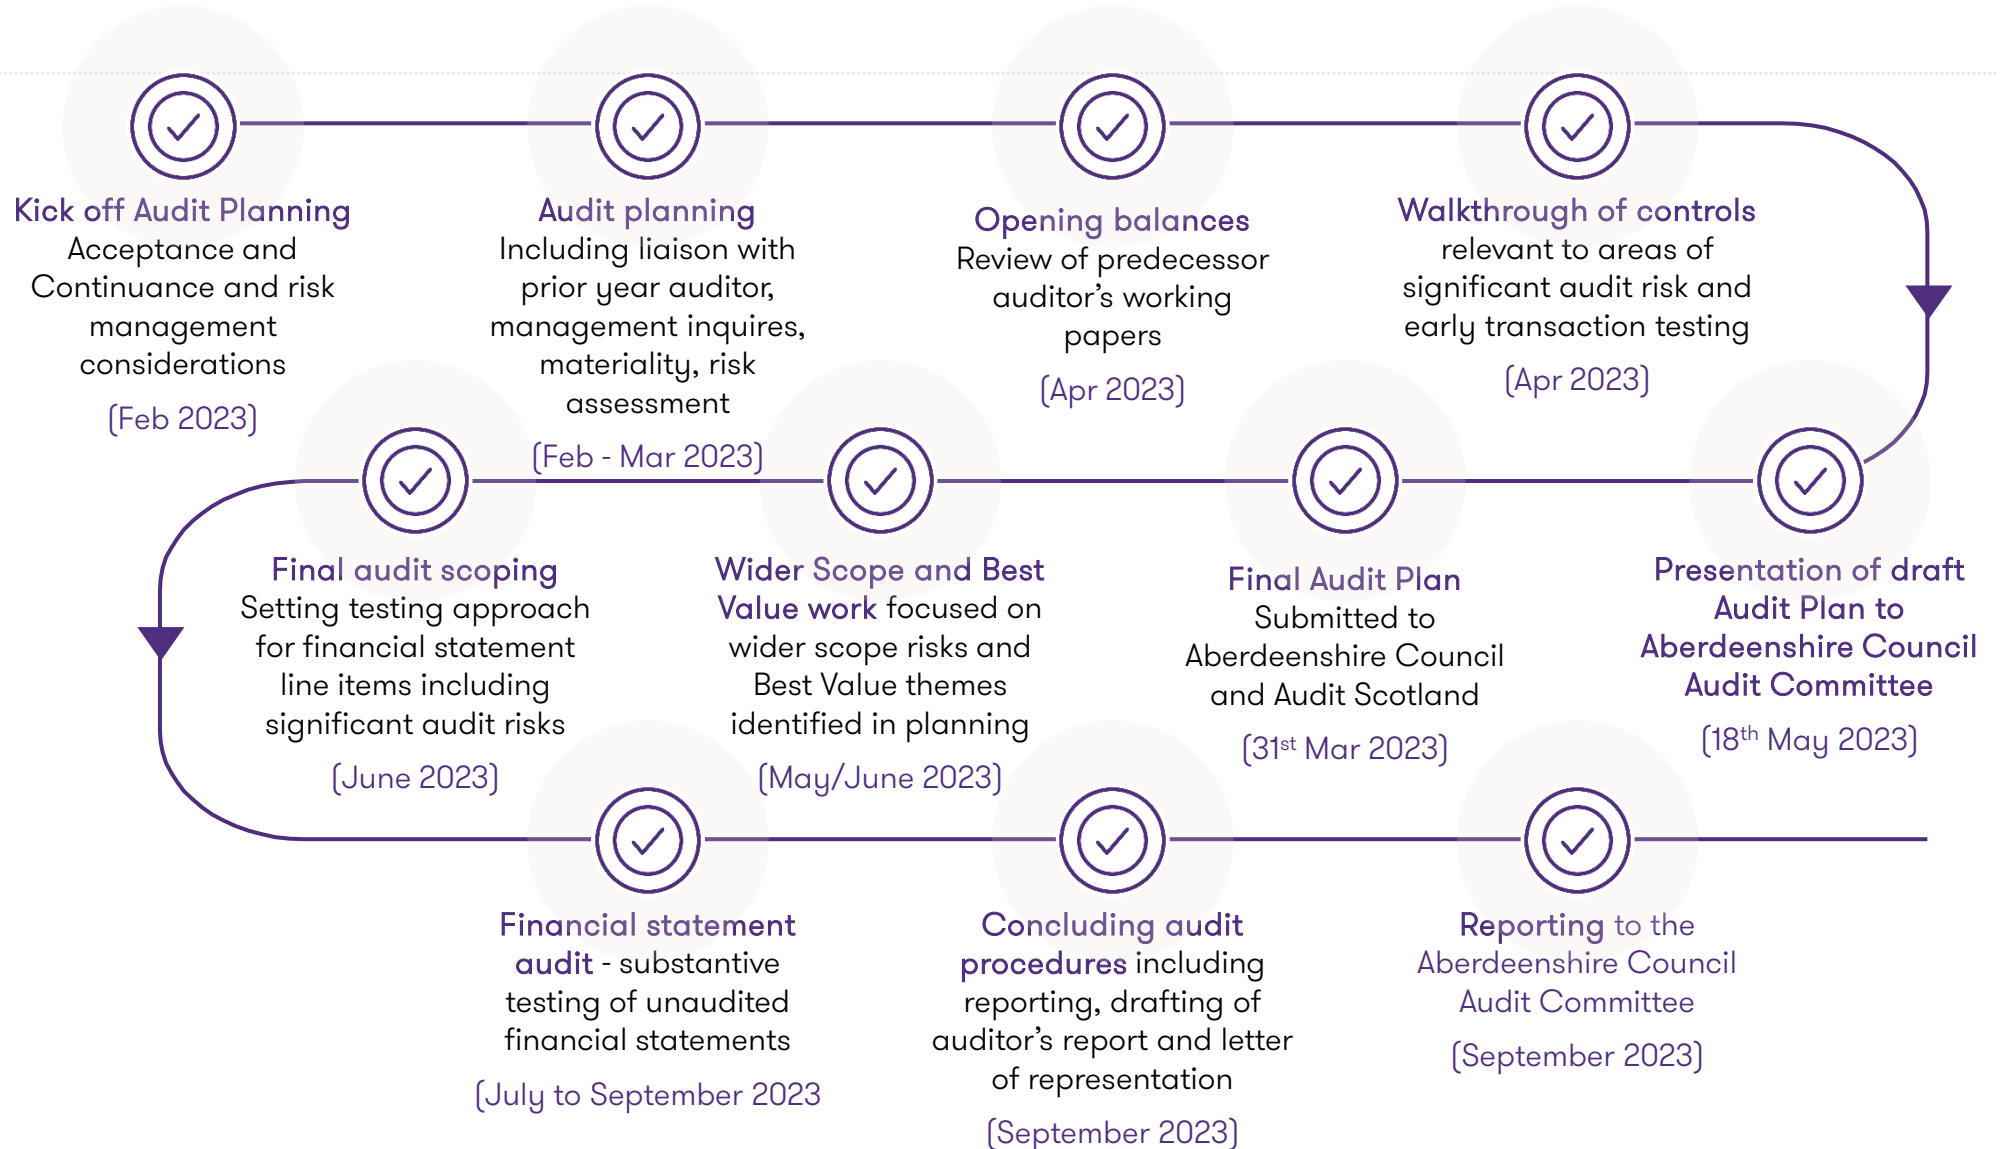 Kick off Audit Planning
Acceptance and
Continuance and risk
management
considerations
(Feb 2023)
Audit planning
Including liaison with
prior year auditor,
management inquires,
materiality, risk
assessment
(Feb - Mar 2023)
Opening balances
Review of predecessor
auditor's working
papers
(Apr 2023)
Walkthrough of controls
relevant to areas of
significant audit risk and
early transaction testing
(Apr 2023)
Final audit scoping
Setting testing approach
for financial statement
line items including
significant audit risks
(June 2023)
Wider Scope and Best
Value work focused on
wider scope risks and
Best Value themes
identified in planning
(May/June 2023)
Final Audit Plan
Submitted to
Aberdeenshire Council
and Audit Scotland
(31st Mar 2023)
Presentation of draft
Audit Plan to
Aberdeenshire Council
Audit Committee
(18th May 2023)
Financial statement
audit - substantive
testing of unaudited
financial statements
(July to September 2023
Concluding audit
procedures including
reporting, drafting of
auditor's report and letter
of representation
(September 2023)
Reporting to the
Aberdeenshire Council
Audit Committee
(September 2023)